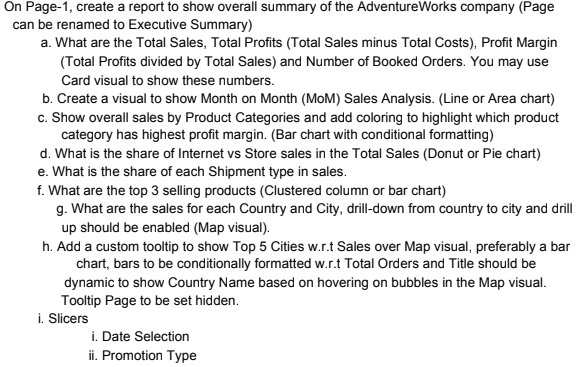 On Page-1, create a report to show overall summary of the AdventureWorks company (Page
can be renamed to Executive Summary)
a. What are the Total Sales, Total Profits (Total Sales minus Total Costs), Profit Margin
(Total Profits divided by Total Sales) and Number of Booked Orders. You may use
Card visual to show these numbers.
b. Create a visual to show Month on Month (MoM) Sales Analysis. (Line or Area chart)
c. Show overall sales by Product Categories and add coloring to highlight which product
category has highest profit margin. (Bar chart with conditional formatting)
d. What is the share of Internet vs Store sales in the Total Sales (Donut or Pie chart)
e. What is the share of each Shipment type in sales.
f. What are the top 3 selling products (Clustered column or bar chart)
g. What are the sales for each Country and City, drill-down from country to city and drill
up should be enabled (Map visual).
h. Add a custom tooltip to show Top 5 Cities w.r.t Sales over Map visual, preferably a bar
chart, bars to be conditionally formatted w.r.t Total Orders and Title should be
dynamic to show Country Name based on hovering on bubbles in the Map visual.
Tooltip Page to be set hidden.
i. Slicers
i. Date Selection
ii. Promotion Type